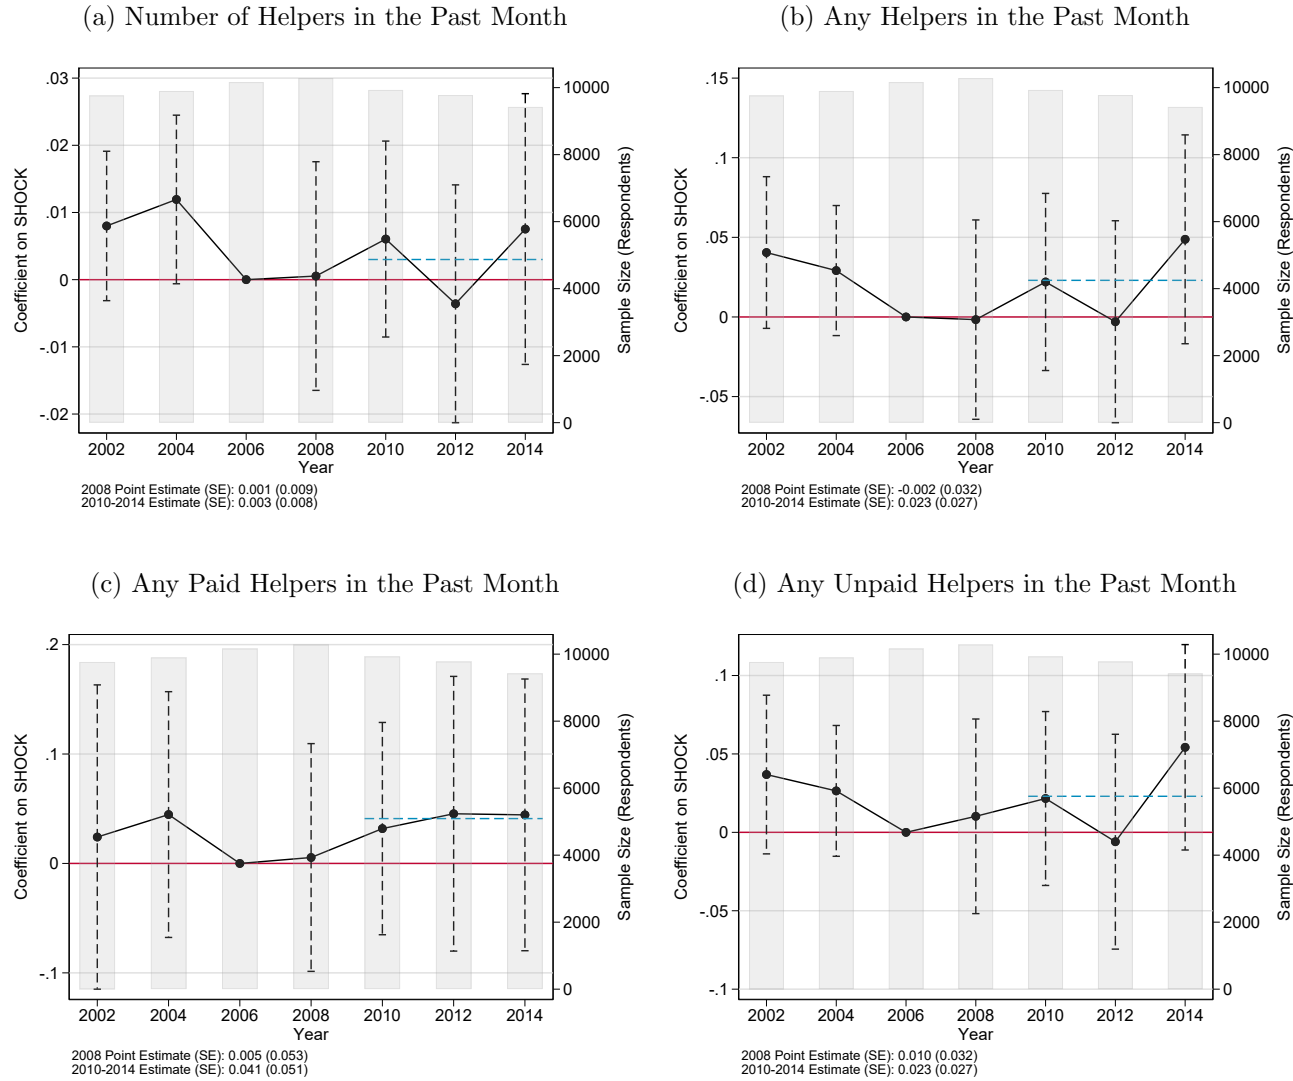 (a) Number of Helpers in the Past Month
.03
.02
.01
0
-.01
-.02
Coefficient on SHOCK
10000
8000
6000
4000
2000
0
Sample Size (Respondents)
2002 2004 2006 2008 2010 2012 2014
Year
2008 Point Estimate (SE): 0.001 (0.009)
2010-2014 Estimate (SE): 0.003 (0.008)
(b) Any Helpers in the Past Month
.15
.1
.05
0
-.05
Coefficient on SHOCK
10000
8000
6000
4000
2000
0
Sample Size (Respondents)
2002 2004 2006 2008 2010 2012 2014
Year
2008 Point Estimate (SE): -0.002 (0.032)
2010-2014 Estimate (SE): 0.023 (0.027)
(c) Any Paid Helpers in the Past Month
.2
.1
0
-.1
Coefficient on SHOCK
10000
8000
6000
4000
2000
0
Sample Size (Respondents)
2002 2004 2006 2008 2010 2012 2014
Year
2008 Point Estimate (SE): 0.005 (0.053)
2010-2014 Estimate (SE): 0.041 (0.051)
(d) Any Unpaid Helpers in the Past Month
.1
.05
0
-.05
-.1
Coefficient on SHOCK
10000
8000
6000
4000
2000
0
Sample Size (Respondents)
2002 2004 2006 2008 2010 2012 2014
Year
2008 Point Estimate (SE): 0.010 (0.032)
2010-2014 Estimate (SE): 0.023 (0.027)